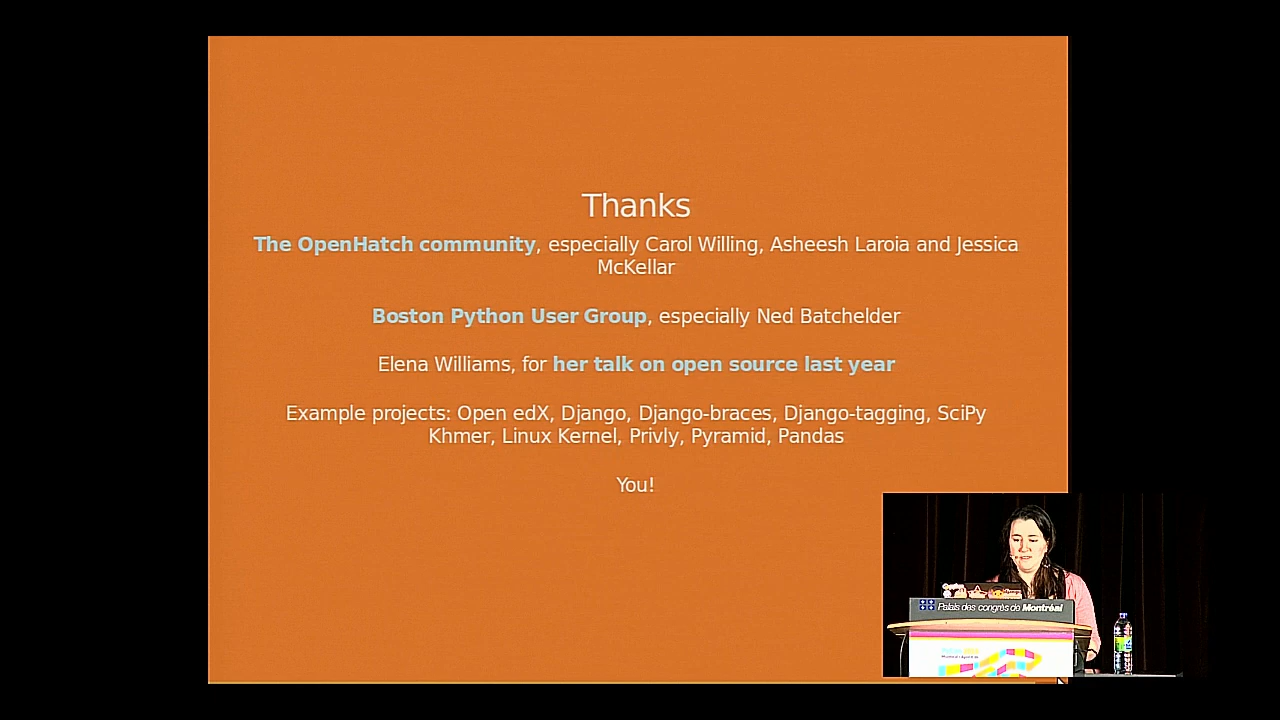 Thanks
The OpenHatch community, especially Carol Willing, Asheesh Laroia and Jessica
McKellar
Boston Python User Group, especially Ned Batchelder
Elena Williams, for her talk on open source last year
Example projects: Open edX, Django, Django-braces, Django-tagging, SciPy
Khmer, Linux Kernel, Privly, Pyramid, Pandas
You!
Palais des congrès de Montréal